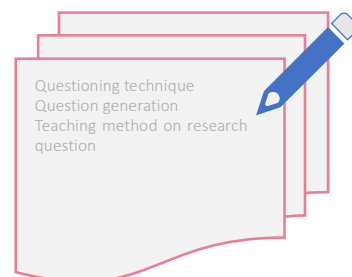 Questioning technique
Question generation
Teaching method on research
question